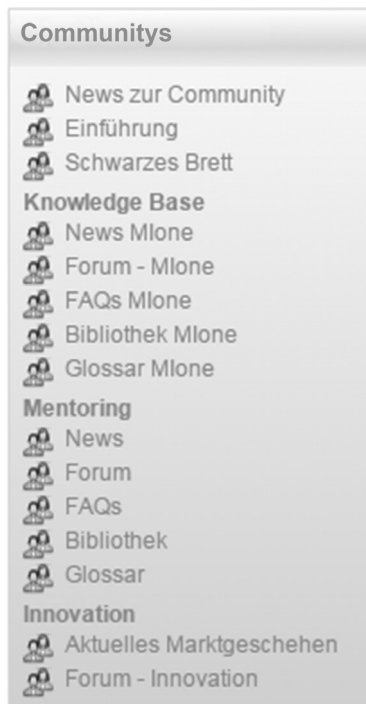 Communitys
News zur Community
Einführung
Schwarzes Brett
Knowledge Base
News MIone
Forum - MIone
FAQs MIone
Bibliothek MIone
Glossar MIone
Mentoring
News
Forum
FAQs
Bibliothek
Glossar
Innovation
Aktuelles Marktgeschehen
Forum - Innovation